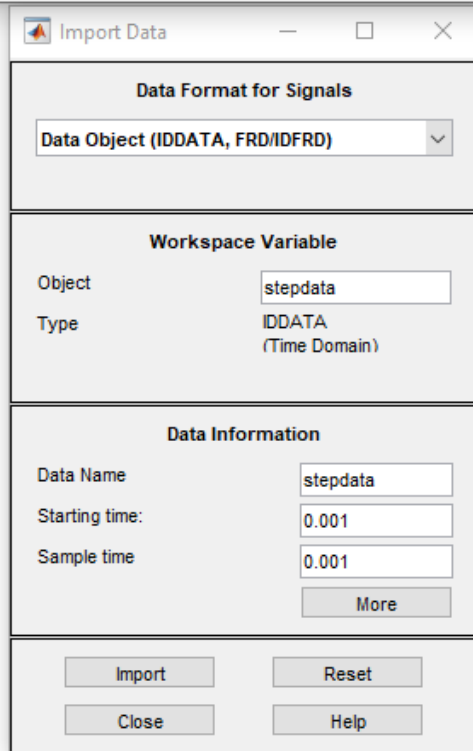 Import Data
Data Format for Signals
Data Object (IDDATA, FRD/IDFRD)
Workspace Variable
Object stepdata
Type IDDATA
(Time Domain)
Data Information
Data Name stepdata
Starting time: 0.001
Sample time 0.001
More
Import Reset
Close Help